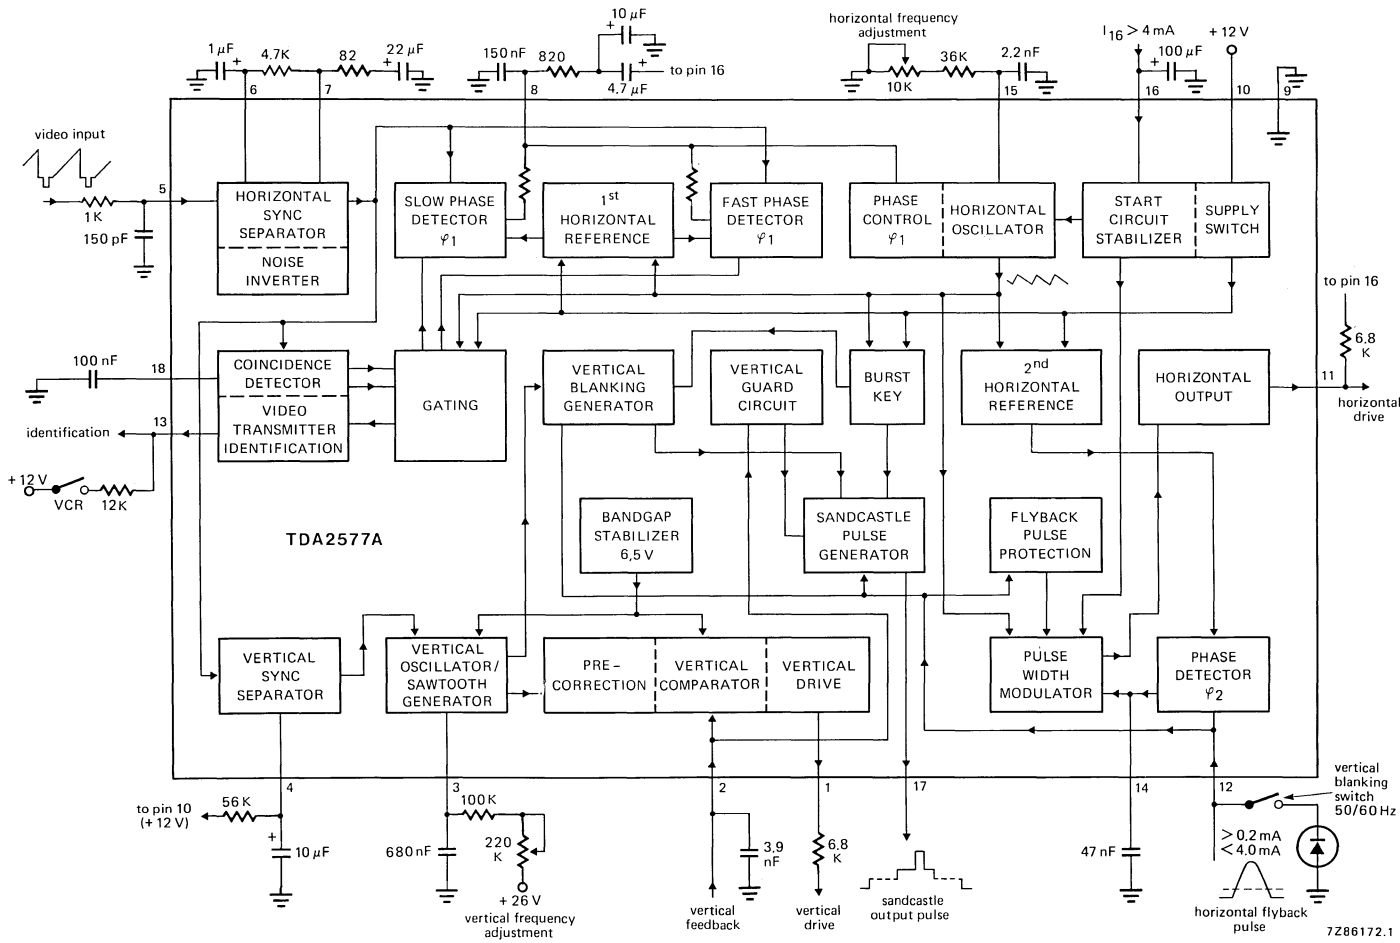 10 µF
horizontal frequency
adjustment
I16 > 4 mA
+ 12 V
1 µF
4.7K
82
22 µF
150 nF
820
4.7 µF
to pin 16
10K
36K
2,2 nF
100 µF
6
7
8
15
16
10
9
video input
5
1K
150 pF
HORIZONTAL
SYNC
SEPARATOR
NOISE
INVERTER
SLOW PHASE
DETECTOR
φ1
1st
HORIZONTAL
REFERENCE
FAST PHASE
DETECTOR
φ1
PHASE
CONTROL
φ1
HORIZONTAL
OSCILLATOR
START
CIRCUIT
STABILIZER
SUPPLY
SWITCH
to pin 16
6.8
K
100 nF
18
COINCIDENCE
DETECTOR
VIDEO
TRANSMITTER
IDENTIFICATION
GATING
VERTICAL
BLANKING
GENERATOR
VERTICAL
GUARD
CIRCUIT
BURST
KEY
2nd
HORIZONTAL
REFERENCE
HORIZONTAL
OUTPUT
11
horizontal
drive
identification
13
+ 12 V
VCR
12K
TDA2577A
BANDGAP
STABILIZER
6,5 V
SANDCASTLE
PULSE
GENERATOR
FLYBACK
PULSE
PROTECTION
VERTICAL
SYNC
SEPARATOR
VERTICAL
OSCILLATOR/
SAWTOOTH
GENERATOR
PRE-
CORRECTION
VERTICAL
COMPARATOR
VERTICAL
DRIVE
PULSE
WIDTH
MODULATOR
PHASE
DETECTOR
φ2
4
3
2
1
17
14
12
to pin 10
(+ 12 V)
56K
+
10 µF
100K
680 nF
220
K
+ 26 V
vertical frequency
adjustment
3,9
nF
vertical
feedback
6,8
K
vertical
drive
sandcastle
output pulse
47 nF
> 0.2 mA
< 4.0 mA
horizontal flyback
pulse
vertical
blanking
switch
50/60 Hz
7Z86172.1